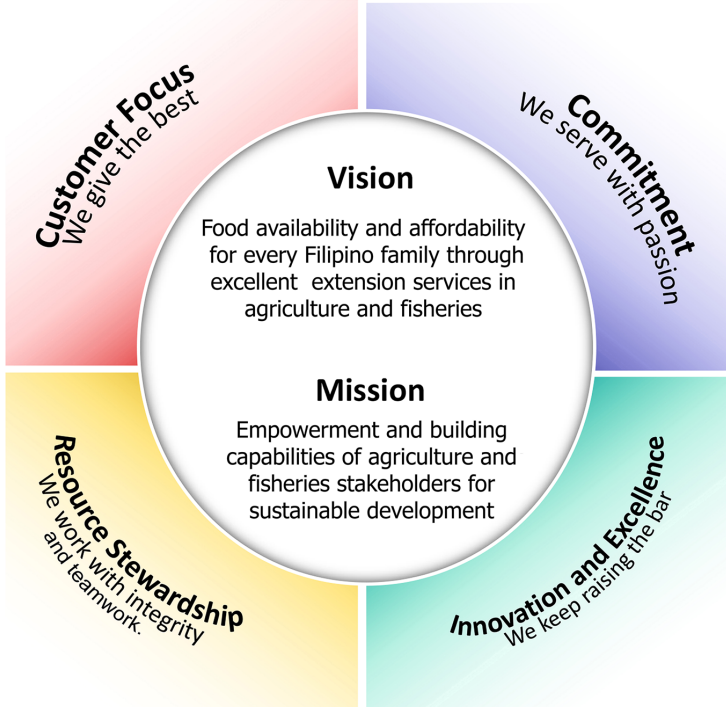 Customer Focus
We give the best
Commitment
We serve with passion
Vision
Food availability and affordability
for every Filipino family through
excellent extension services in
agriculture and fisheries
Mission
Empowerment and building
capabilities of agriculture and
fisheries stakeholders for
sustainable development
Resource Stewardship
We work with integrity
and teamwork.
Innovation and Excellence
We keep raising the bar